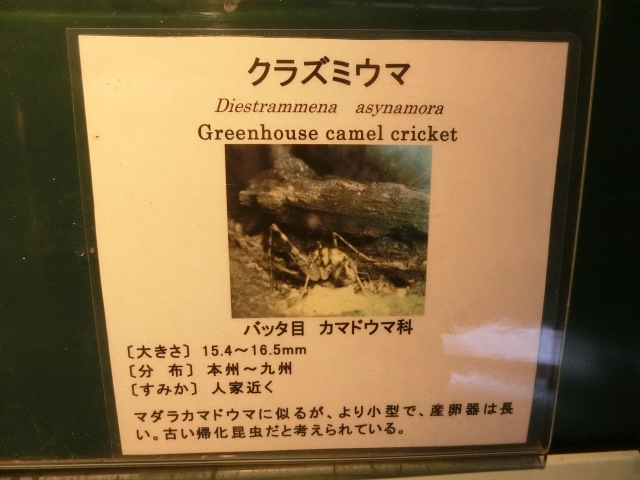 クラズミウマ
Diestrammena asynamora
Greenhouse camel cricket
バッタ目 カマドウマ科
〔大きさ〕 15.4～16.5mm
〔分 布〕 本州～九州
〔すみか〕 人家近く
マダラカマドウマに似るが、より小型で、産卵器は長
い。古い帰化昆虫だと考えられている。